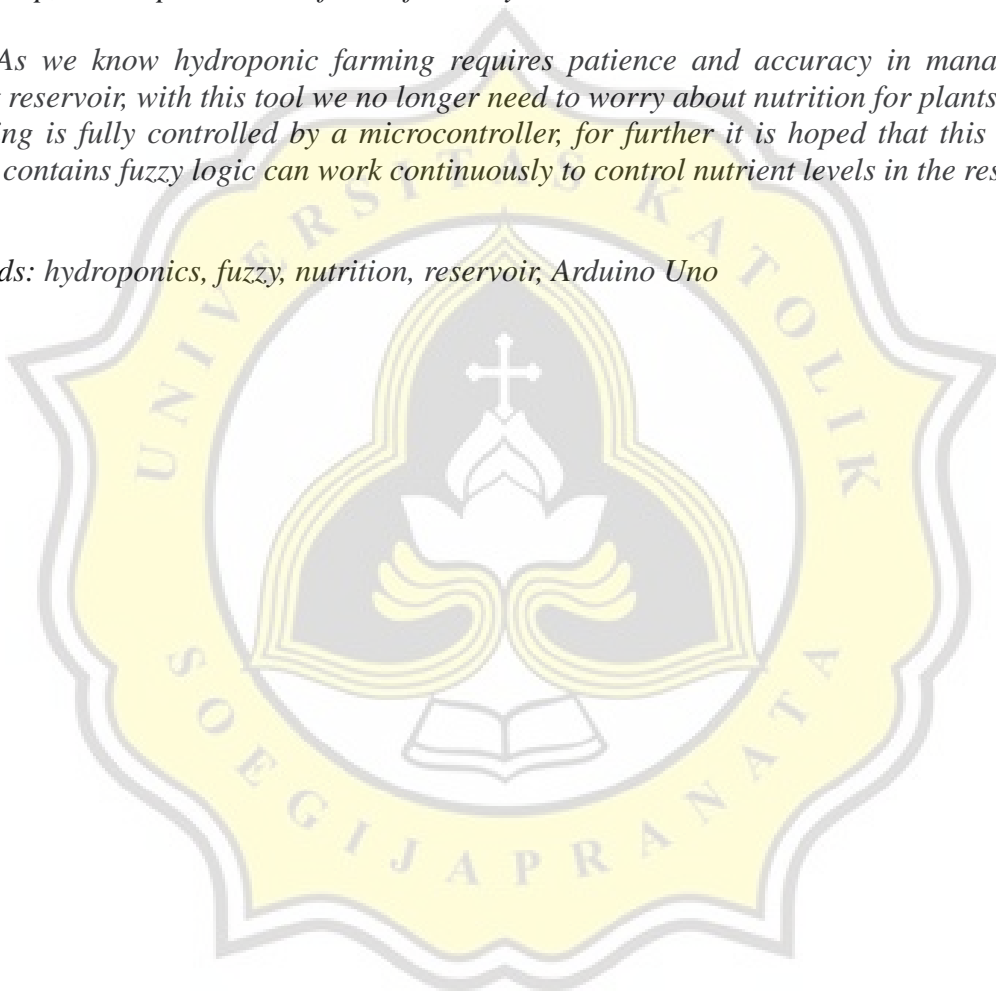 As we know hydroponic farming requires patience and accuracy in mana
reservoir, with this tool we no longer need to worry about nutrition for plants
ing is fully controlled by a microcontroller, for further it is hoped that this
contains fuzzy logic can work continuously to control nutrient levels in the res
ds: hydroponics, fuzzy, nutrition, reservoir, Arduino Uno
UNIVERSITAS KATOLIK
SOEGIJAPRANATA